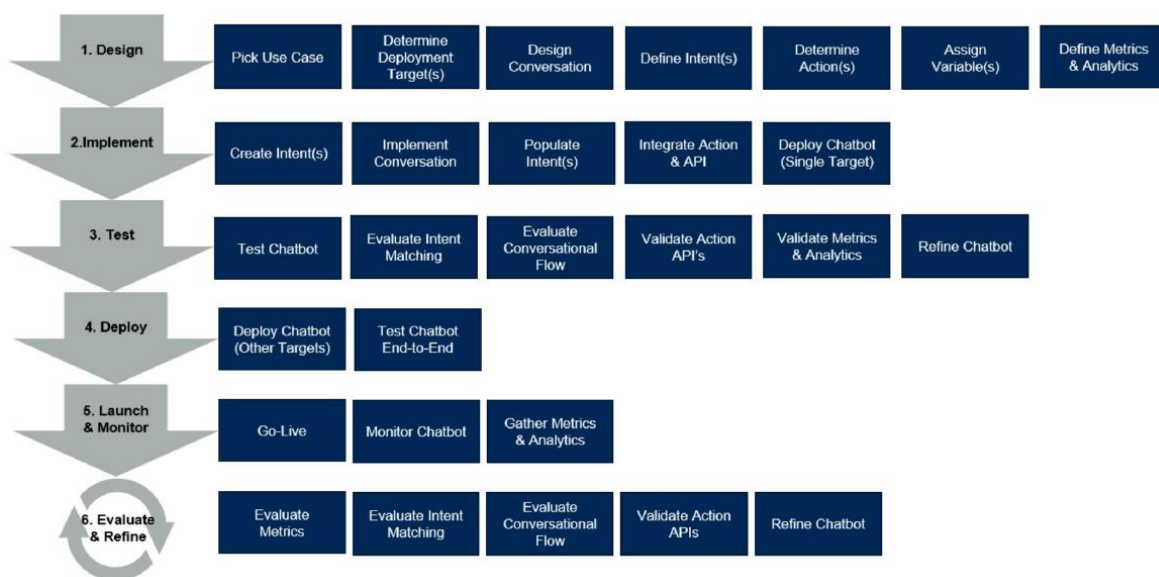 1. Design
Pick Use Case
Determine
Deployment
Target(s)
Design
Conversation
Define Intent(s)
Determine
Action(s)
Assign
Variable(s)
Define Metrics
& Analytics
2.Implement
Create Intent(s)
Implement
Conversation
Populate
Intent(s)
Integrate Action
& API
Deploy Chatbot
(Single Target)
3. Test
Test Chatbot
Evaluate Intent
Matching
Evaluate
Conversational
Flow
Validate Action
API's
Validate Metrics
& Analytics
Refine Chatbot
4. Deploy
Deploy Chatbot
(Other Targets)
Test Chatbot
End-to-End
5. Launch
& Monitor
Go-Live
Monitor Chatbot
Gather Metrics
& Analytics
6. Evaluate
& Refine
Evaluate
Metrics
Evaluate Intent
Matching
Evaluate
Conversational
Flow
Validate Action
APIs
Refine Chatbot